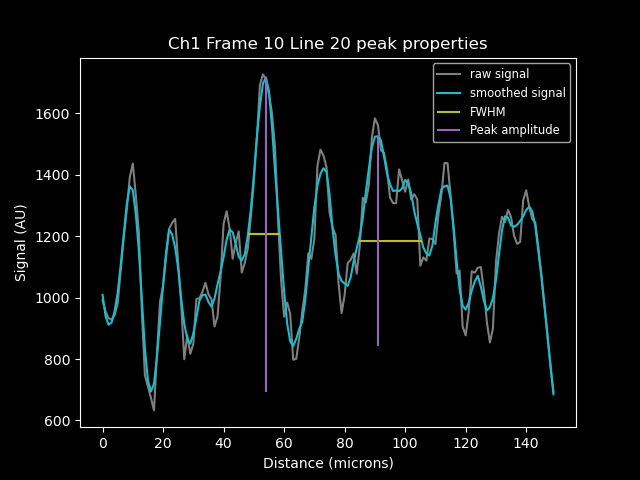 Ch1 Frame 10 Line 20 peak properties
raw signal
smoothed signal
FWHM
Peak amplitude
Signal (AU)
1600
1400
1200
1000
800
600
0 20 40 60 80 100 120 140
Distance (microns)